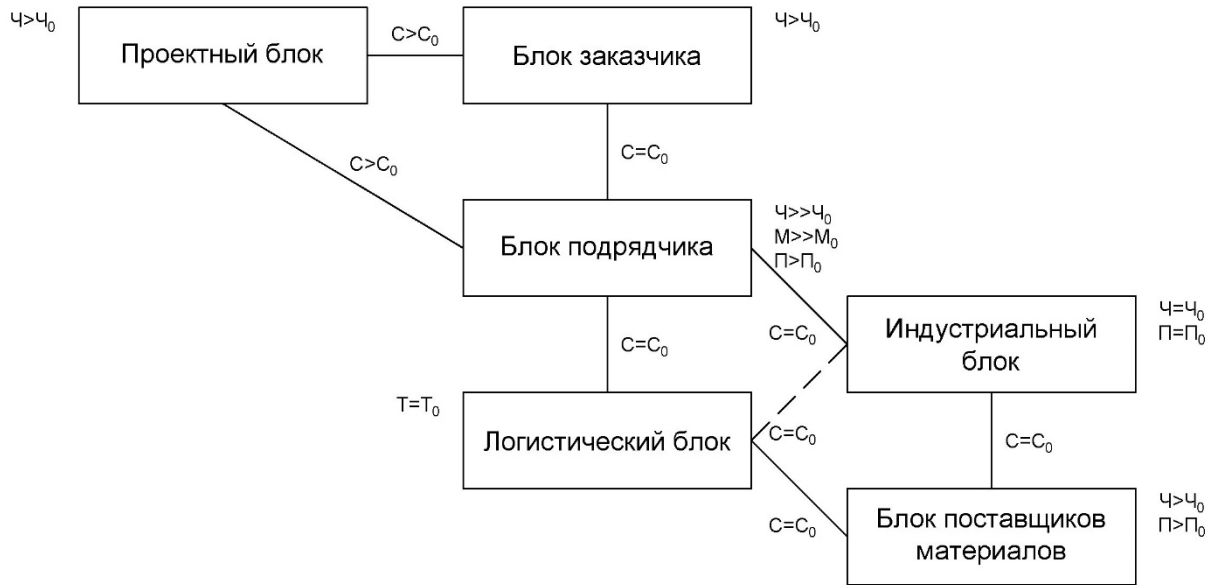 Ч>Ч₀
Проектный блок
С>С₀
Блок заказчика
Ч>Ч₀
С>С₀
С=С₀
Блок подрядчика
Ч>>Ч₀
М>>М₀
П>П₀
С=С₀
С=С₀
Индустриальный
блок
Ч=Ч₀
П=П₀
Т=Т₀
Логистический блок
С=С₀
С=С₀
С=С₀
Блок поставщиков
материалов
Ч>Ч₀
П>П₀